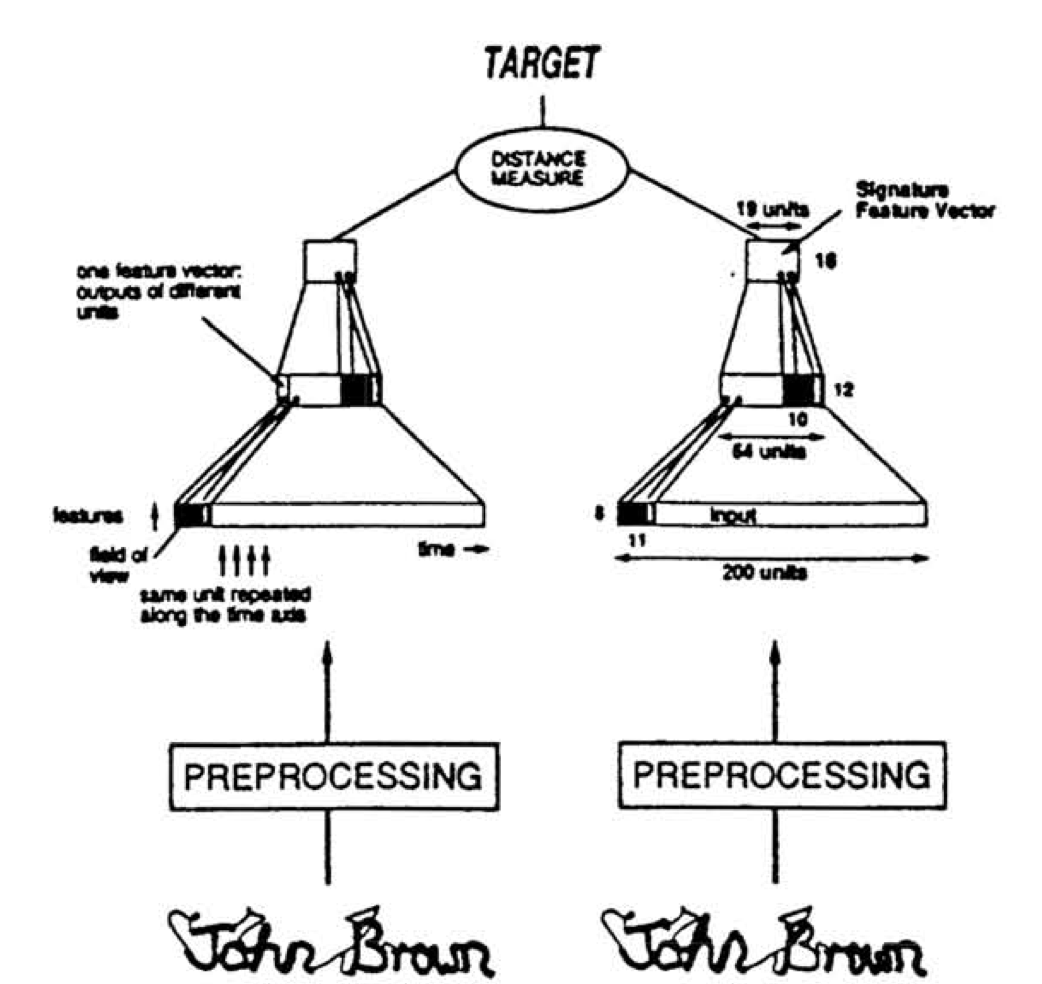 TARGET
DISTANCE
MEASURE
Signature
Feature Vector
19 units
16
one feature vector:
outputs of different
units
12
10
64 units
features
8
input
11
time
field of
view
200 units
same unit repeated
along the time axis
PREPROCESSING
PREPROCESSING
John Brown
John Brown